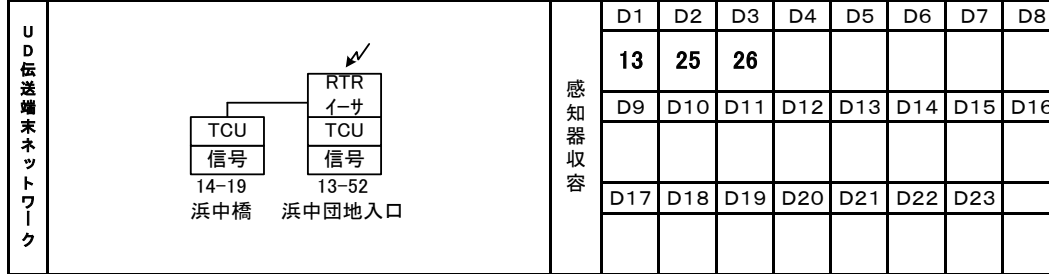 UD伝送端末ネットワーク
RTR
イーサ
TCU
信号
14-19
浜中橋
TCU
信号
13-52
浜中団地入口
感知器収容
D1 D2 D3 D4 D5 D6 D7 D8
13 25 26
D9 D10 D11 D12 D13 D14 D15 D16
D17 D18 D19 D20 D21 D22 D23